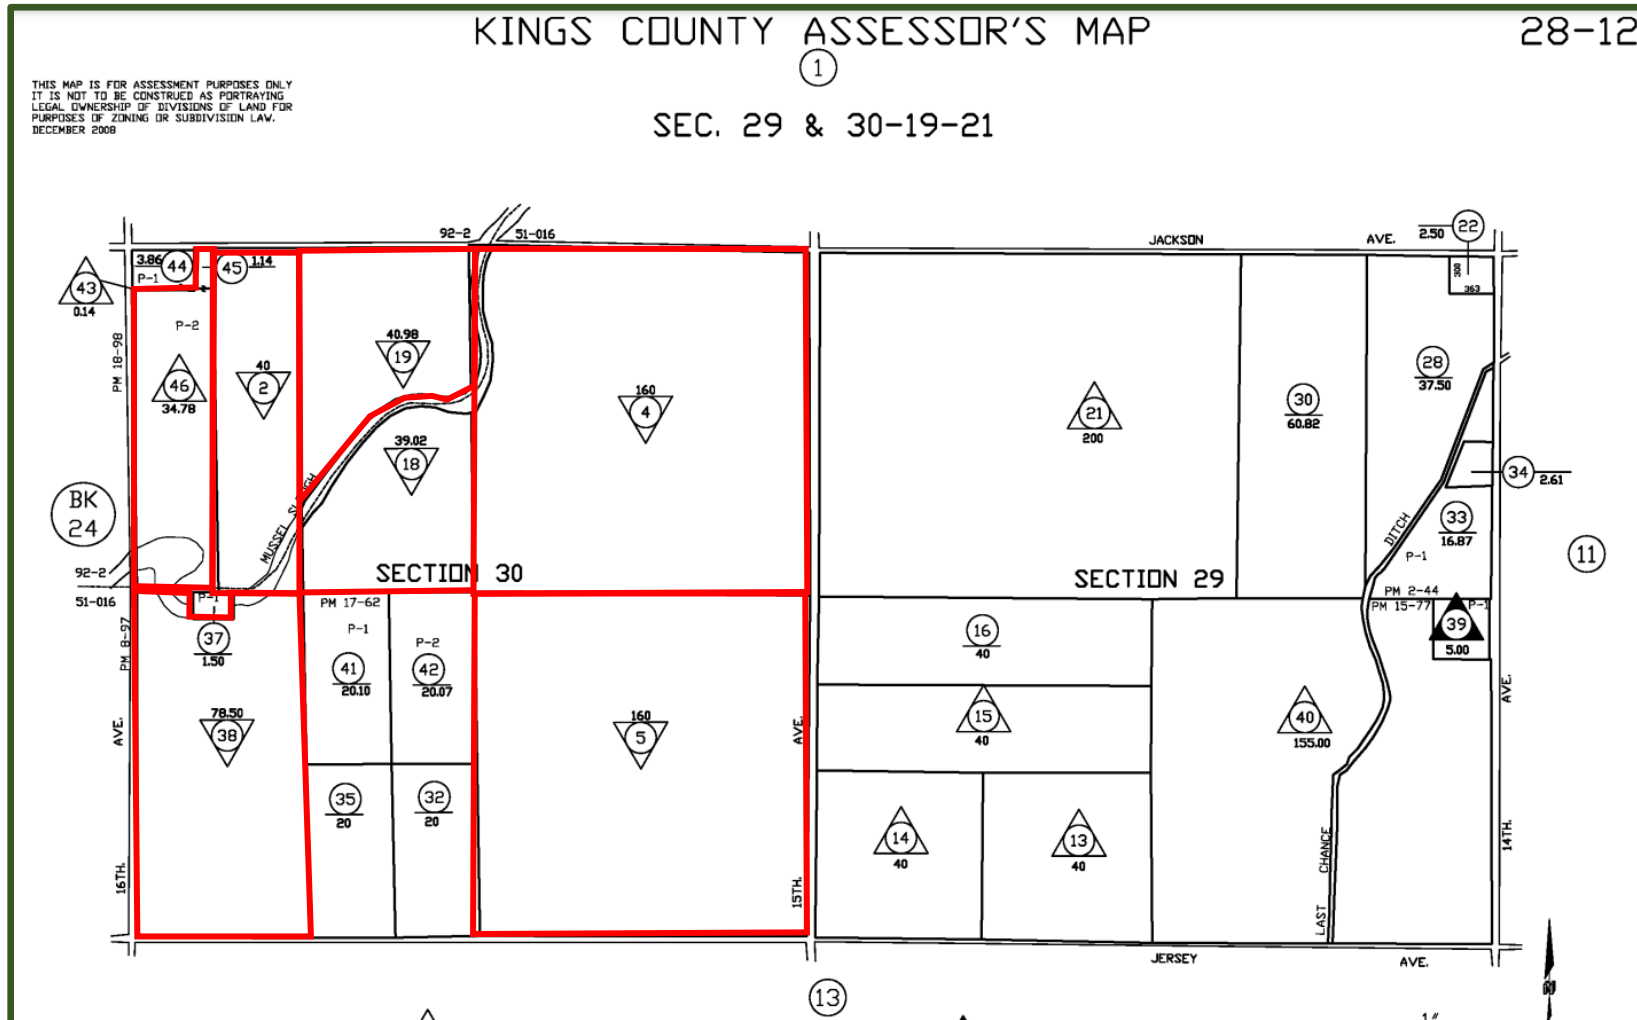 KINGS COUNTY ASSESSOR'S MAP
28-12
1
THIS MAP IS FOR ASSESSMENT PURPOSES ONLY
IT IS NOT TO BE CONSTRUED AS PORTRAYING
LEGAL OWNERSHIP OF DIVISIONS OF LAND FOR
PURPOSES OF ZONING OR SUBDIVISION LAW.
DECEMBER 2008
SEC. 29 & 30-19-21
92-2
51-016
JACKSON
AVE.
2.50
22
3.86
44
P-1
45
1.14
43
0.14
300
363
P-2
PM 18-98
46
34.78
40
2
40.98
19
160
4
21
200
30
60.82
28
37.50
39.02
18
MUSSEL
34
2.61
BK
24
33
16.87
DITCH
P-1
11
92-2
51-016
SECTION 30
SECTION 29
P-1
PM 17-62
PM 2-44
PM 15-77
P-1
39
5.00
PM 8-97
37
1.50
P-1
41
20.10
P-2
42
20.07
16
40
78.50
38
160
5
15
40
40
155.00
AVE.
AVE.
AVE.
35
20
32
20
14
40
13
40
16TH.
15TH.
14TH.
LAST
CHANCE
JERSEY
AVE.
13
1"